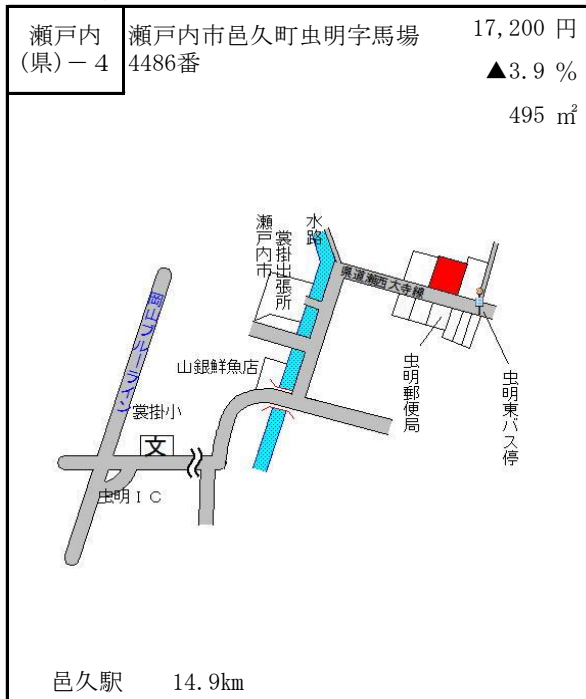 瀬戸内
(県)－4
瀬戸内市邑久町虫明字馬場
4486番
17,200 円
▲3.9 %
495 ㎡
水路
瀬戸内市
裳掛出張所
県道瀬西大寺線
岡山ブルーライン
山銀鮮魚店
裳掛小
文
虫明ＩＣ
虫明郵便局
虫明東バス停
邑久駅 14.9km